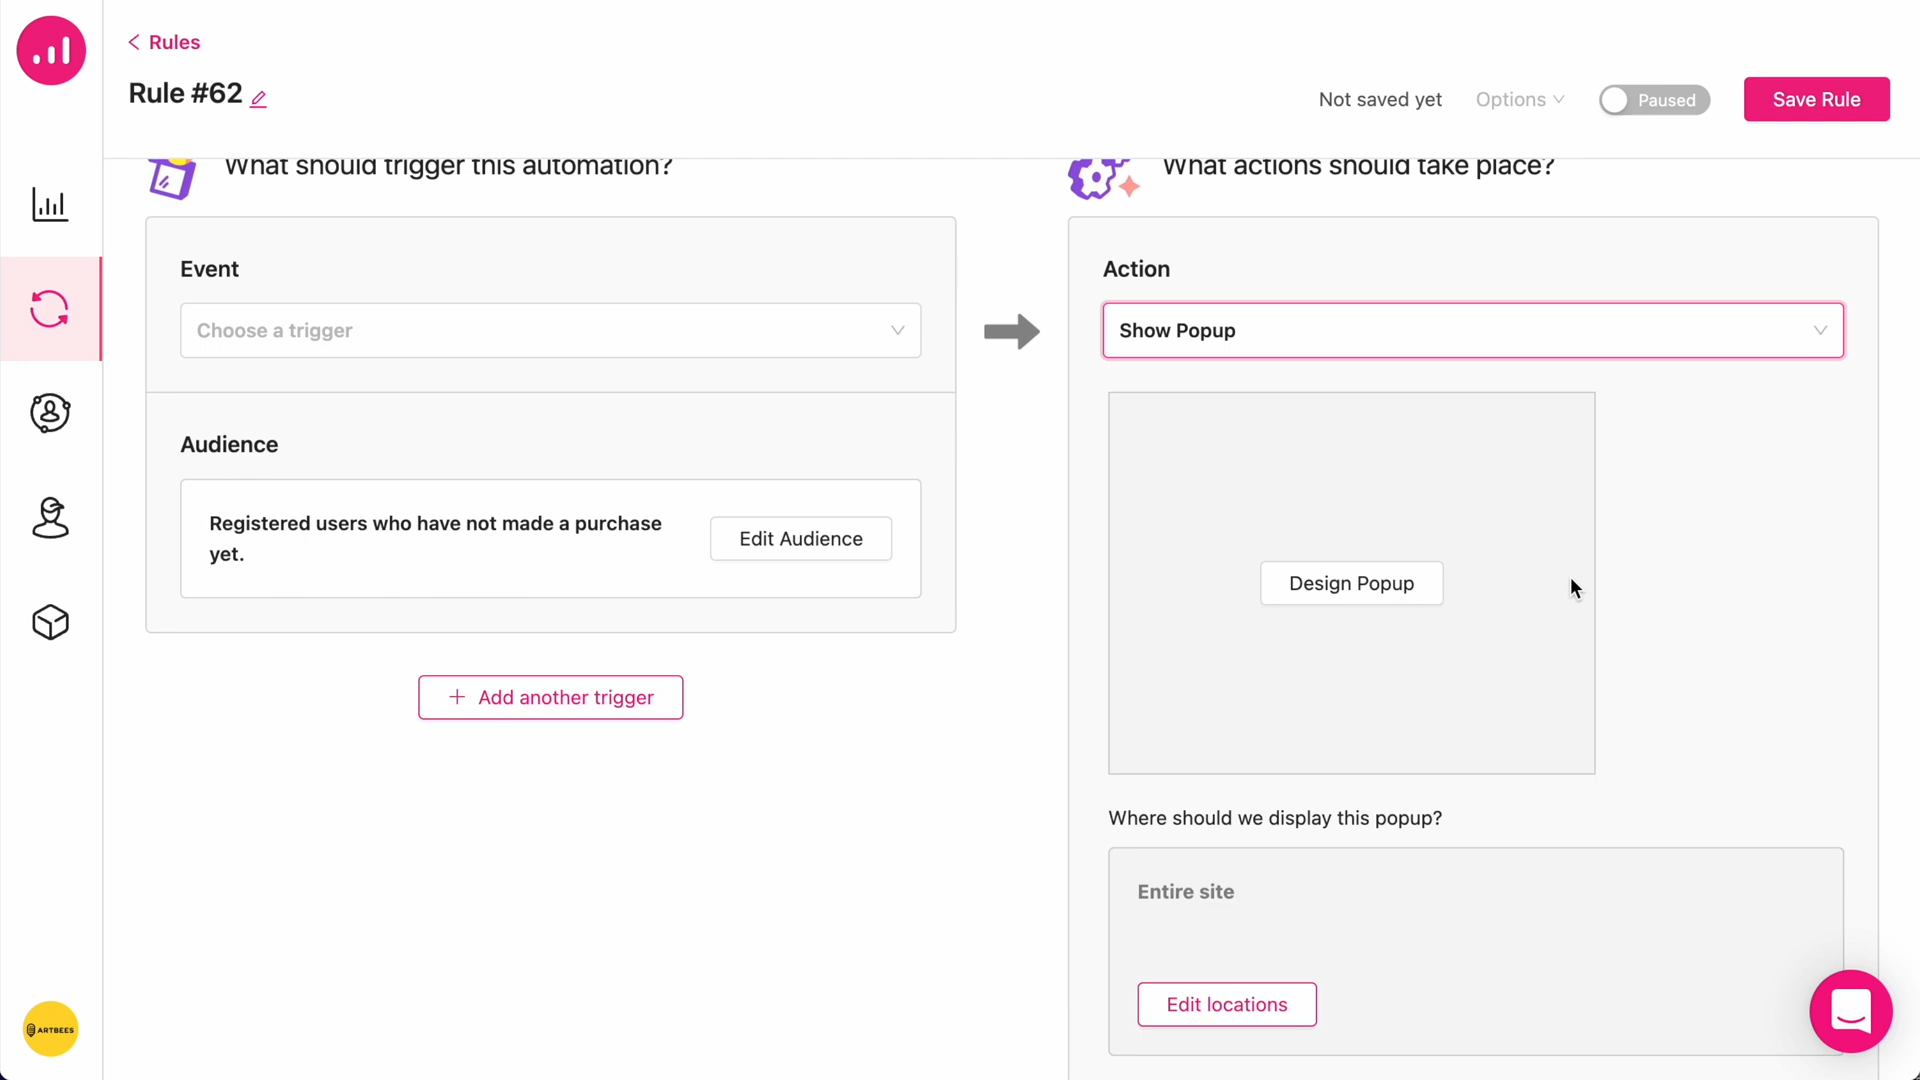 Rules
Rule #62
Not saved yet
Options
Paused
Save Rule
What should trigger this automation?
What actions should take place?
Event
Choose a trigger
Audience
Registered users who have not made a purchase
yet.
Edit Audience
Add another trigger
Action
Show Popup
Design Popup
Where should we display this popup?
Entire site
Edit locations
ARTBEES